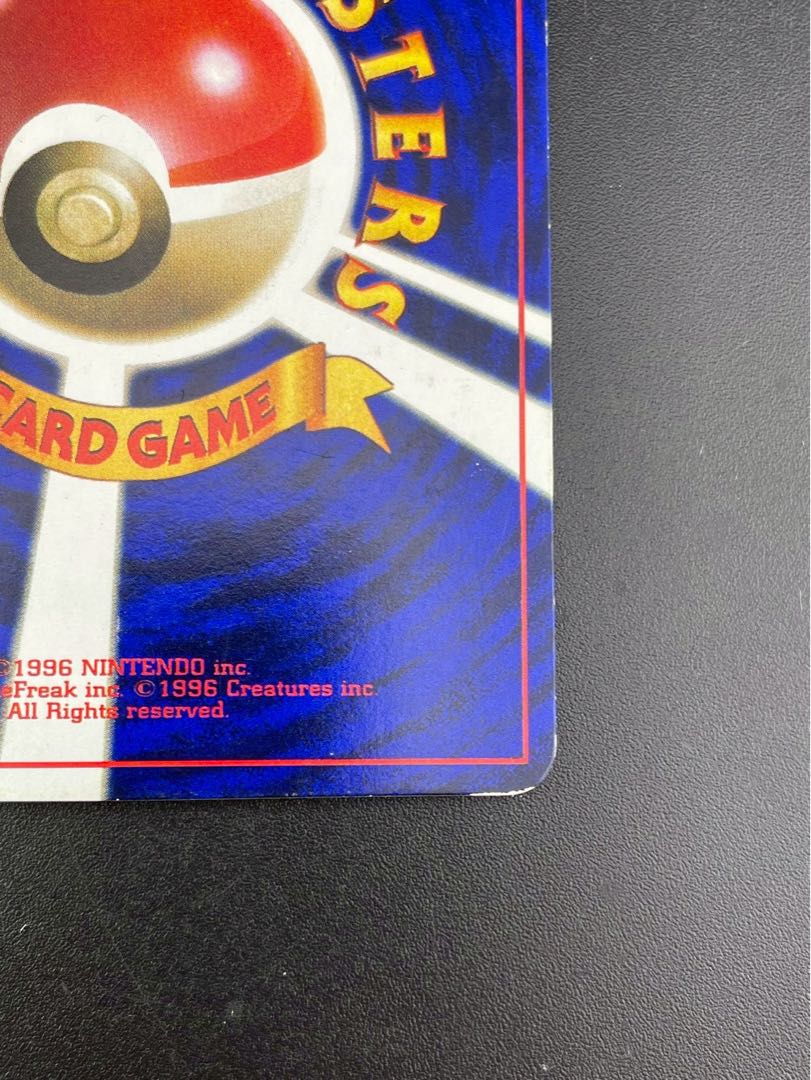 STERS
CARD GAME
©1996 NINTENDO inc.
eFreak inc. ©1996 Creatures inc.
All Rights reserved.